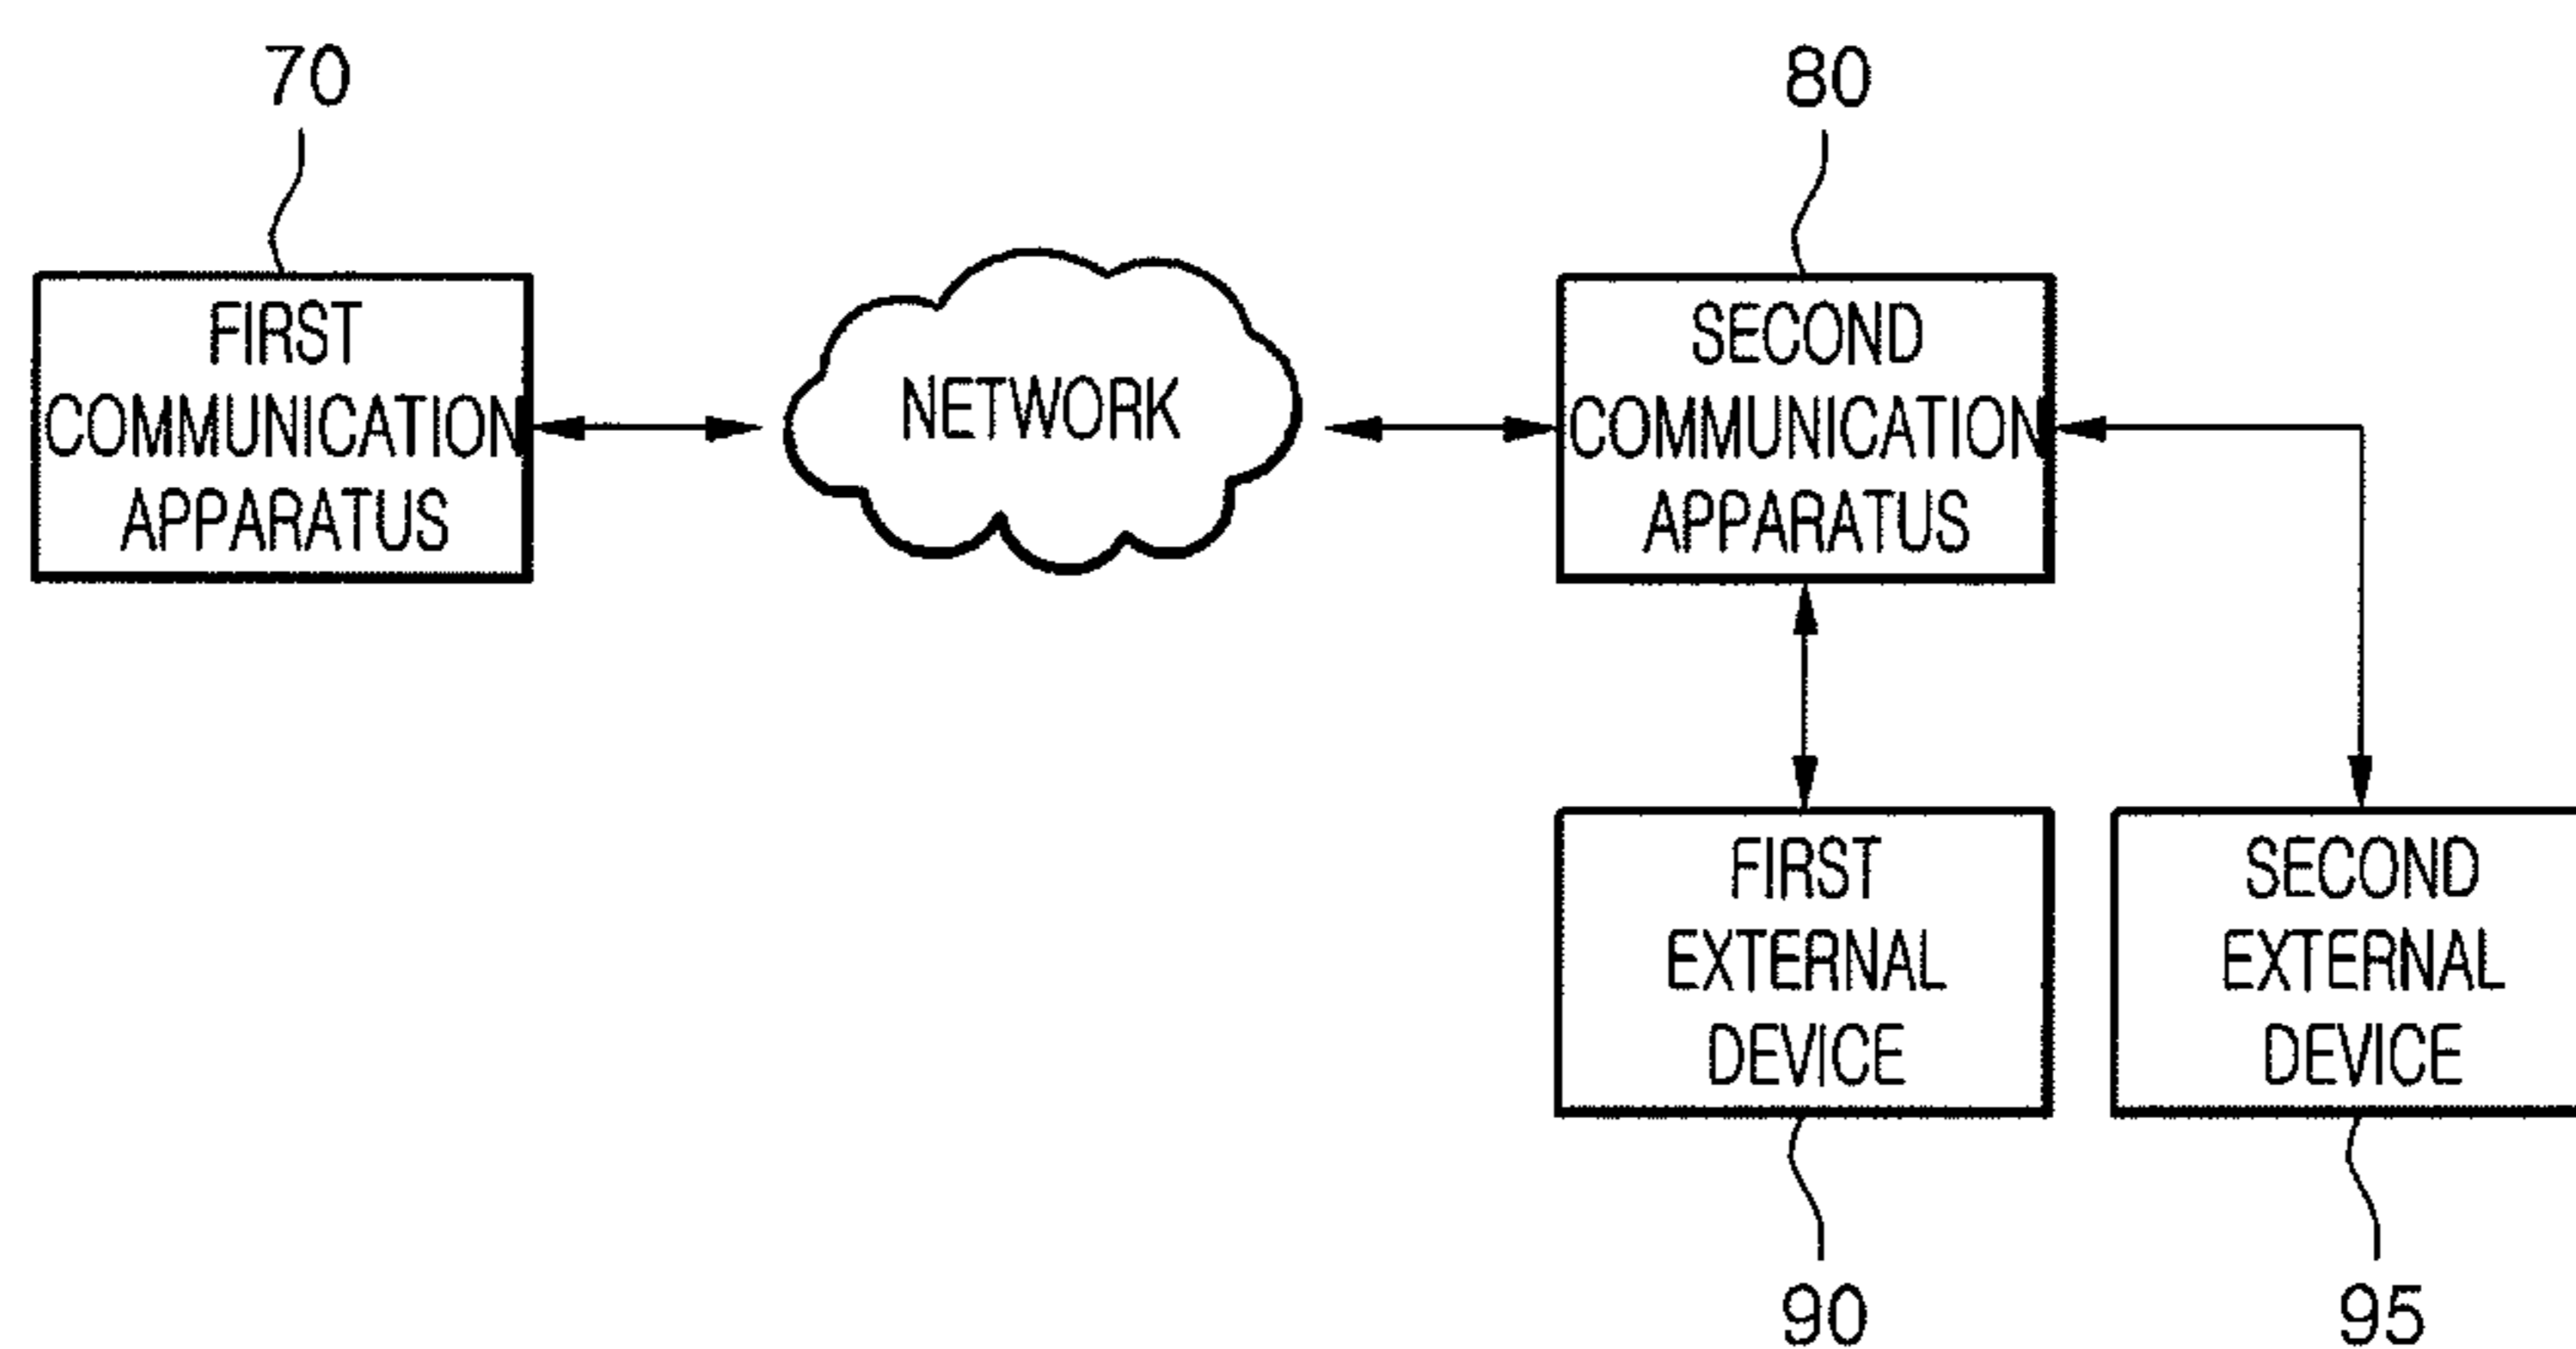 70
80
FIRST
COMMUNICATION
APPARATUS
NETWORK
SECOND
COMMUNICATION
APPARATUS
FIRST
EXTERNAL
DEVICE
SECOND
EXTERNAL
DEVICE
90
95